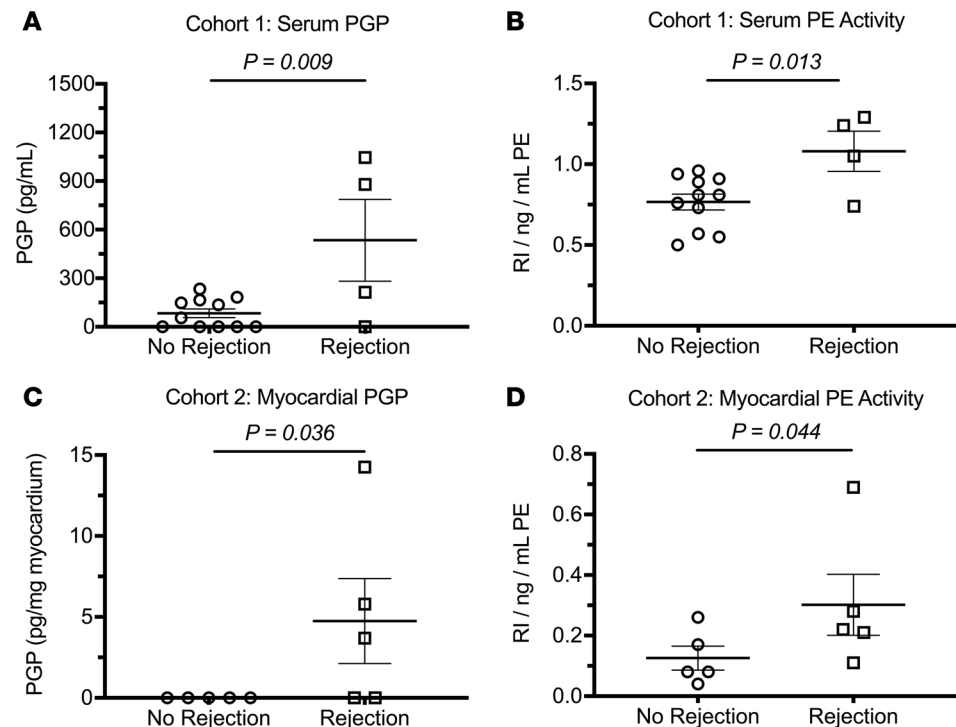 A
Cohort 1: Serum PGP
P = 0.009
PGP (pg/mL)
1500
1200
900
600
300
0
No Rejection
Rejection
B
Cohort 1: Serum PE Activity
P = 0.013
RI / ng / mL PE
1.5
1.0
0.5
0.0
No Rejection
Rejection
C
Cohort 2: Myocardial PGP
P = 0.036
PGP (pg/mg myocardium)
15
10
5
0
No Rejection
Rejection
D
Cohort 2: Myocardial PE Activity
P = 0.044
RI / ng / mL PE
0.8
0.6
0.4
0.2
0.0
No Rejection
Rejection